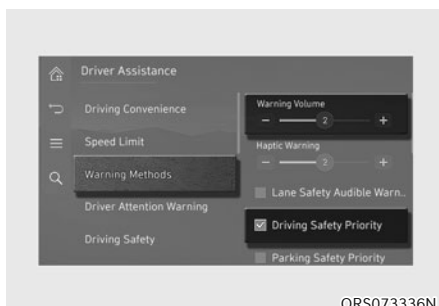 Driver Assistance
Driving Convenience
Speed Limit
Warning Methods
Driver Attention Warning
Driving Safety
Warning Volume
– 2 +
Haptic Warning
– 2 +
Lane Safety Audible Warn..
Driving Safety Priority
Parking Safety Priority
ORS073336N